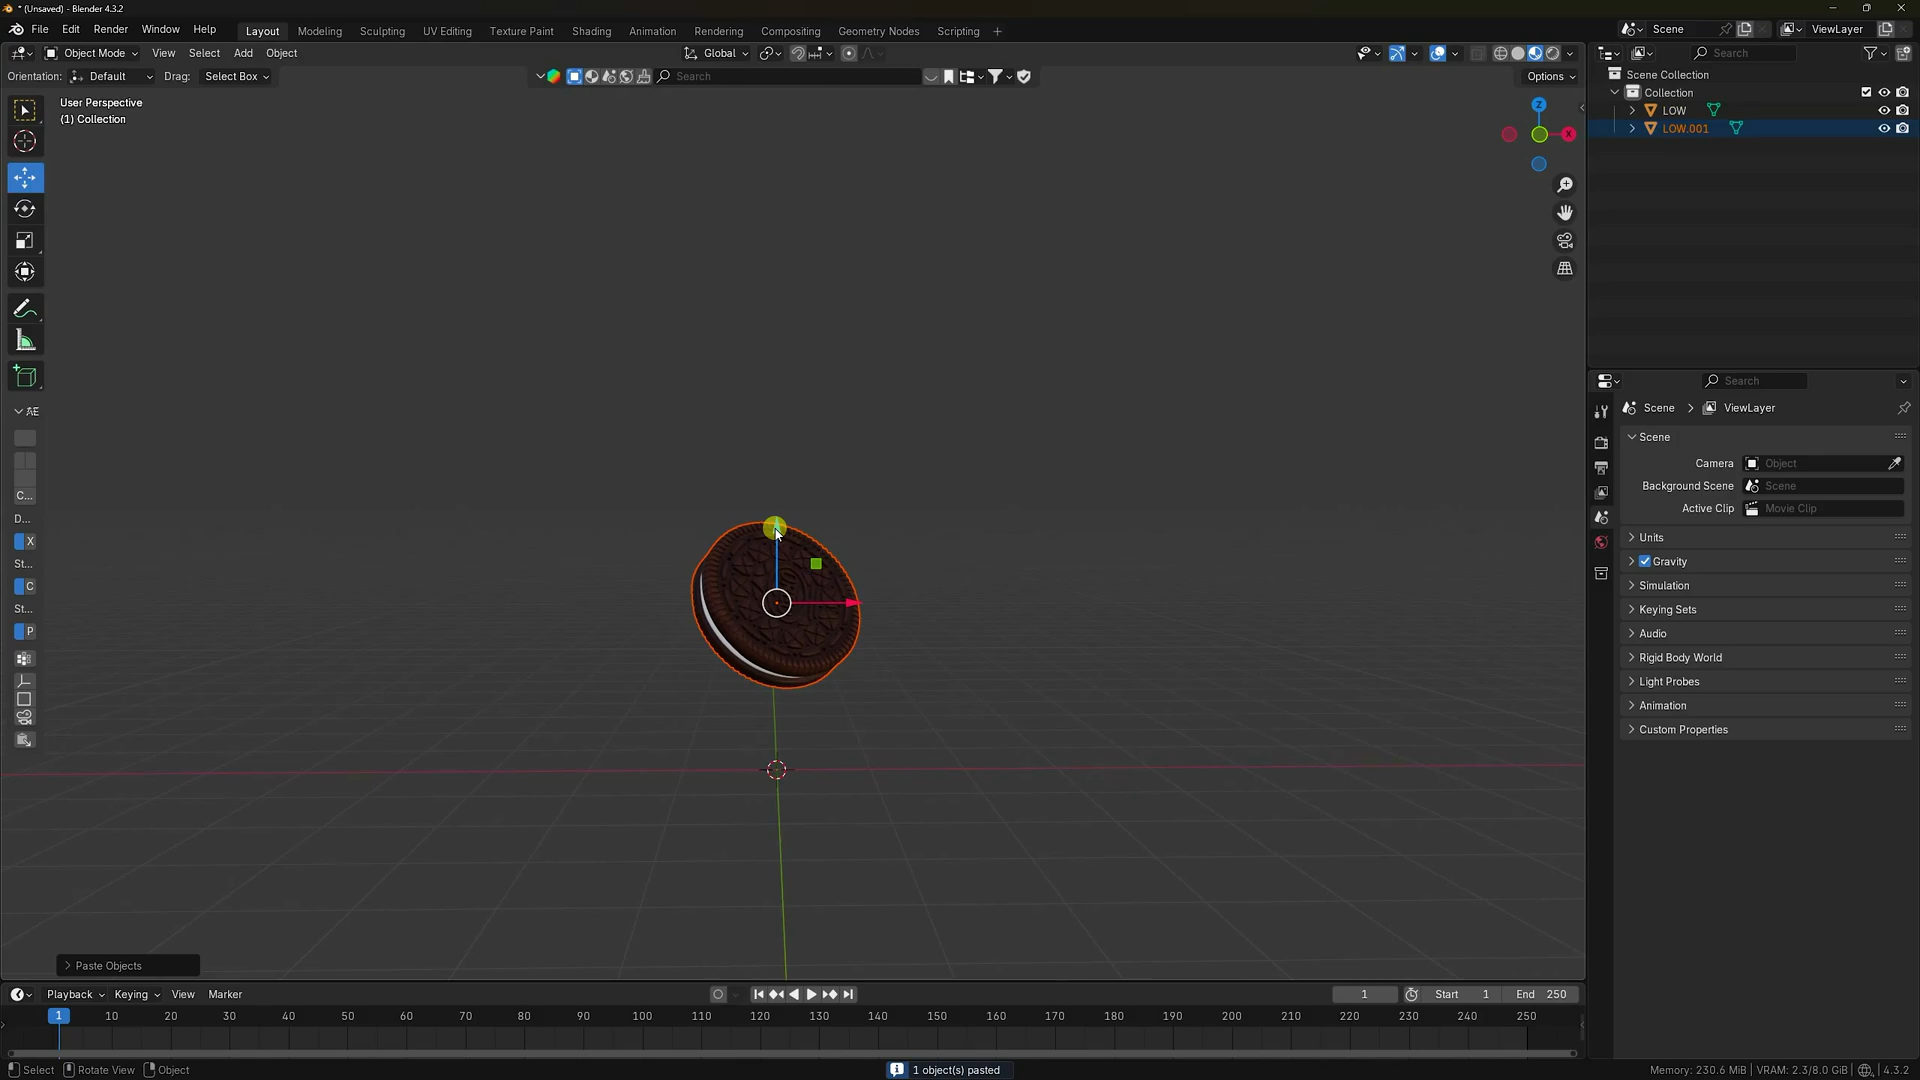 * (Unsaved) - Blender 4.3.2
File Edit Render Window Help Layout Modeling Sculpting UV Editing Texture Paint Shading Animation Rendering Compositing Geometry Nodes Scripting + Scene ViewLayer
Object Mode View Select Add Object Global Search
Orientation: Default Drag: Select Box Search Options
Scene Collection
Collection
LOW
LOW.001
User Perspective
(1) Collection
Z
X
Æ
C...
D...
X
St...
C
St...
P
Search
Scene > ViewLayer
Scene
Camera Object
Background Scene Scene
Active Clip Movie Clip
Units
Gravity
Simulation
Keying Sets
Audio
Rigid Body World
Light Probes
Animation
Custom Properties
> Paste Objects
Playback Keying View Marker 1 Start 1 End 250
1 10 20 30 40 50 60 70 80 90 100 110 120 130 140 150 160 170 180 190 200 210 220 230 240 250
Select Rotate View Object 1 object(s) pasted Memory: 230.6 MiB | VRAM: 2.3/8.0 GiB | 4.3.2